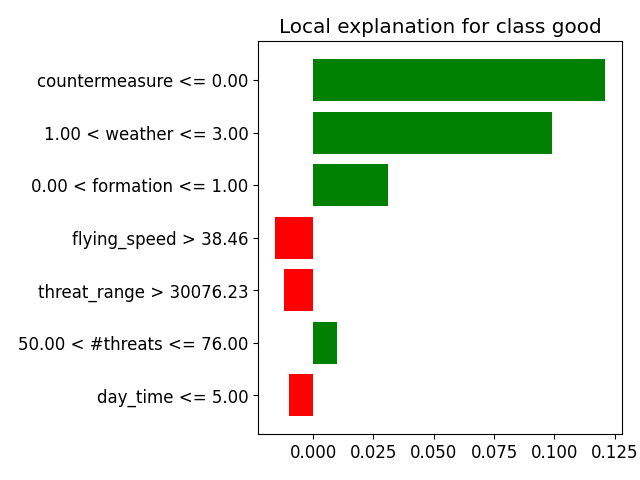 Local explanation for class good
countermeasure <= 0.00
1.00 < weather <= 3.00
0.00 < formation <= 1.00
flying_speed > 38.46
threat_range > 30076.23
50.00 < #threats <= 76.00
day_time <= 5.00
0.000 0.025 0.050 0.075 0.100 0.125